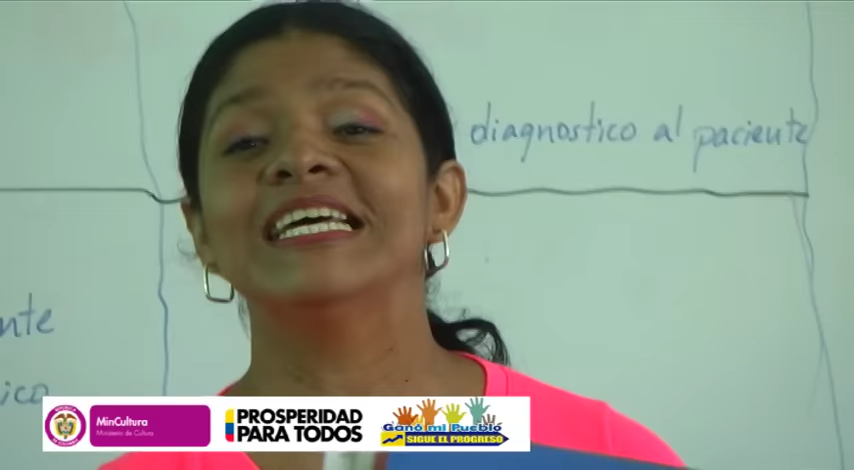 diagnostico al paciente
nte
ico
MinCultura
Ministerio de Cultura
PROSPERIDAD
PARA TODOS
Ganó mi Pueblo
SIGUE EL PROGRESO